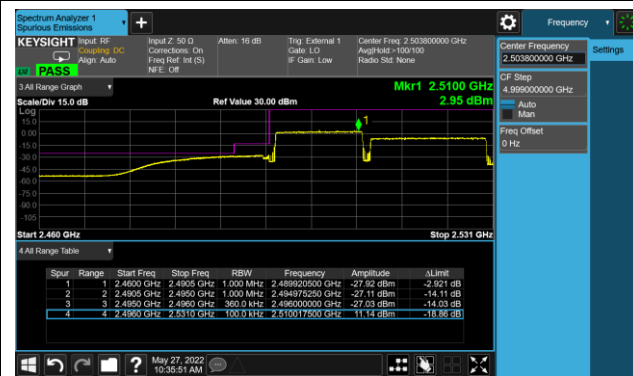 Spectrum Analyzer 1
Spurious Emissions
Frequency
KEYSIGHT
Input: RF
Coupling: DC
Align: Auto
Input Z: 50 Ω
Corrections: On
Freq Ref: Int (S)
NFE: Off
Atten: 16 dB
Trig: External 1
Gate: LO
IF Gain: Low
Center Freq: 2.503800000 GHz
Avg|Hold:>100/100
Radio Std: None
PASS
Center Frequency
2.503800000 GHz
Settings
CF Step
4.999000000 GHz
Auto
Man
Freq Offset
0 Hz
3 All Range Graph
Mkr1 2.5100 GHz
Scale/Div 15.0 dB
Ref Value 30.00 dBm
2.95 dBm
Log
1
0.00
-15.0
-30.0
-45.0
-60.0
-75.0
-90.0
-105
Start 2.460 GHz
Stop 2.531 GHz
4 All Range Table
Spur Range Start Freq Stop Freq RBW Frequency Amplitude ΔLimit
1 1 2.4600 GHz 2.4905 GHz 1.000 MHz 2.489920500 GHz -27.92 dBm -2.921 dB
2 2 2.4905 GHz 2.4950 GHz 1.000 MHz 2.494975250 GHz -27.11 dBm -14.11 dB
3 3 2.4950 GHz 2.4960 GHz 360.0 kHz 2.496000000 GHz -27.03 dBm -14.03 dB
4 4 2.4960 GHz 2.5310 GHz 100.0 kHz 2.510017500 GHz 11.14 dBm -18.86 dB
May 27, 2022
10:35:51 AM